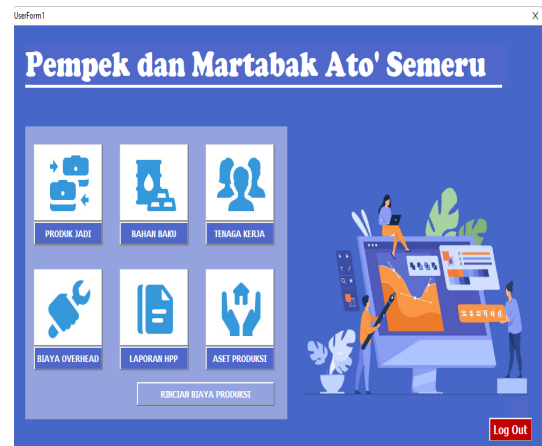 UserForm1
X
Pempek dan Martabak Ato' Semeru
PRODUK JADI
BAHAN BAKU
TENAGA KERJA
BIAYA OVERHEAD
LAPORAN HPP
ASET PRODUKSI
RINCIAN BIAYA PRODUKSI
Log Out